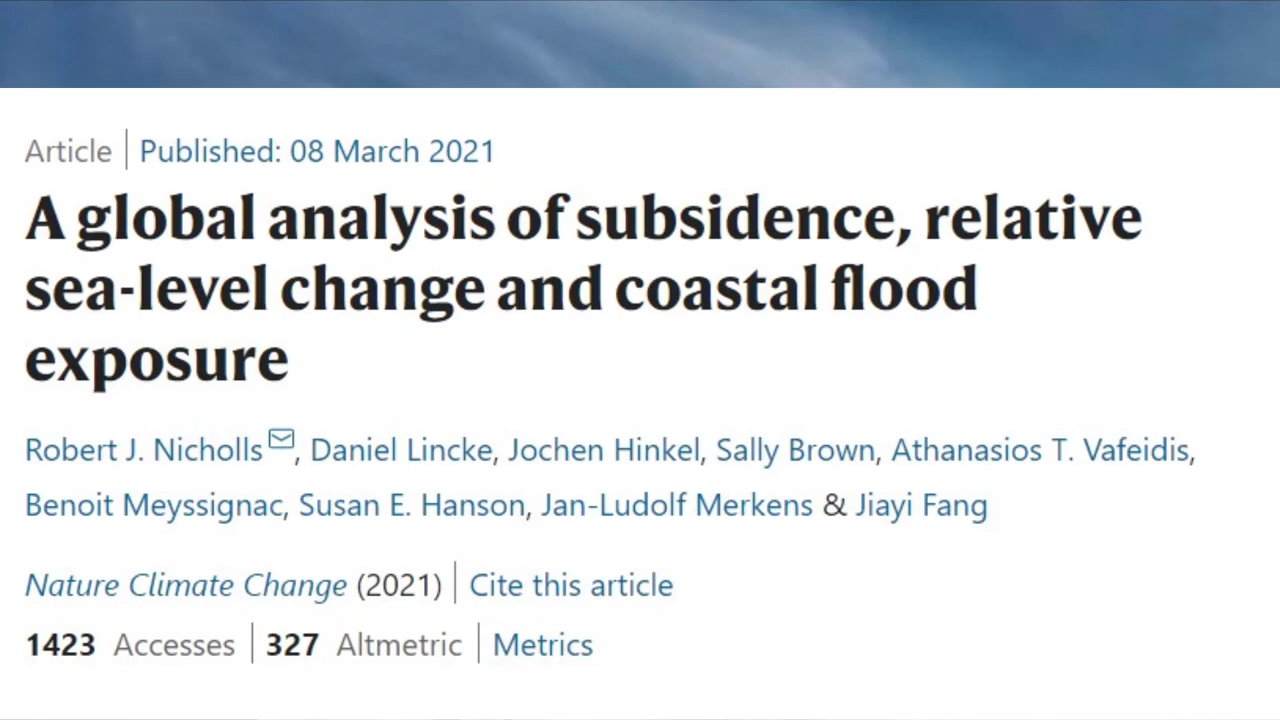 Article | Published: 08 March 2021
A global analysis of subsidence, relative
sea-level change and coastal flood
exposure
Robert J. Nicholls, Daniel Lincke, Jochen Hinkel, Sally Brown, Athanasios T. Vafeidis,
Benoit Meyssignac, Susan E. Hanson, Jan-Ludolf Merkens & Jiayi Fang
Nature Climate Change (2021) | Cite this article
1423 Accesses | 327 Altmetric | Metrics